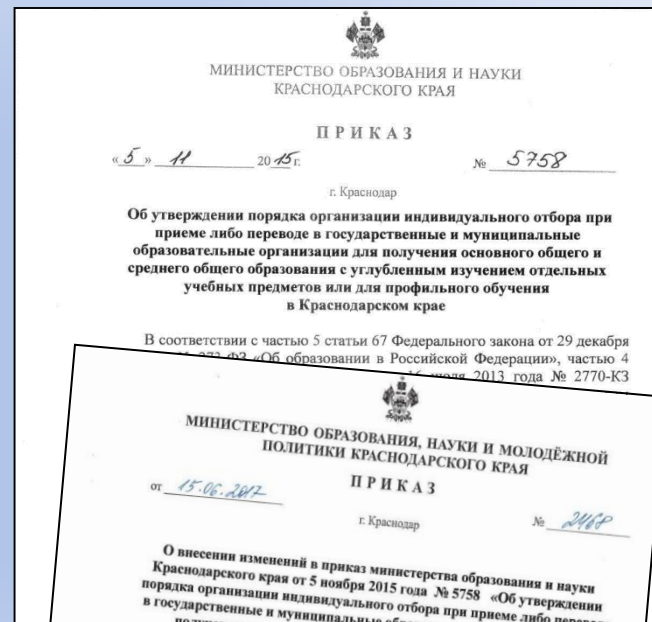 МИНИСТЕРСТВО ОБРАЗОВАНИЯ И НАУКИ
КРАСНОДАРСКОГО КРАЯ
ПРИКАЗ
« 5 » 11 2015г. № 5758
г. Краснодар
Об утверждении порядка организации индивидуального отбора при
приеме либо переводе в государственные и муниципальные
образовательные организации для получения основного общего и
среднего общего образования с углубленным изучением отдельных
учебных предметов или для профильного обучения
в Краснодарском крае
В соответствии с частью 5 статьи 67 Федерального закона от 29 декабря
273-ФЗ «Об образовании в Российской Федерации», частью 4
2013 года № 2770-КЗ
МИНИСТЕРСТВО ОБРАЗОВАНИЯ, НАУКИ И МОЛОДЁЖНОЙ
ПОЛИТИКИ КРАСНОДАРСКОГО КРАЯ
ПРИКАЗ
от 15.06.2017 № 2468
г. Краснодар
О внесении изменений в приказ министерства образования и науки
Краснодарского края от 5 ноября 2015 года № 5758 «Об утверждении
порядка организации индивидуального отбора при приеме либо
в государственные и муниципальные